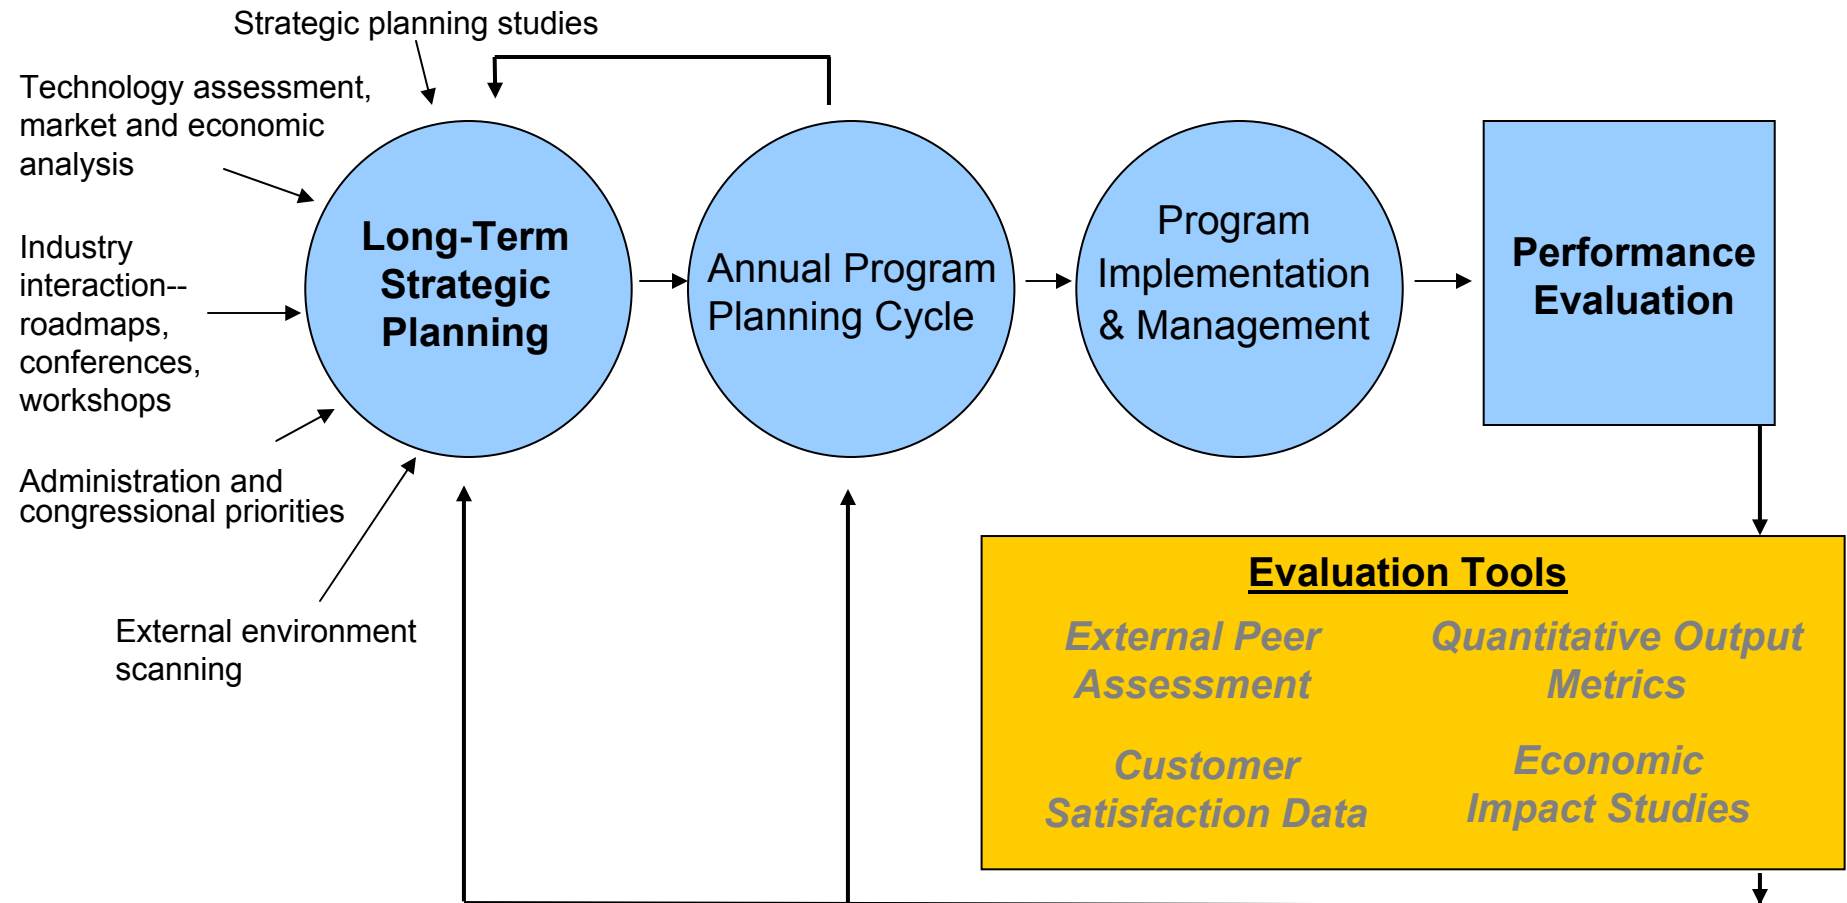 Strategic planning studies
Technology assessment,
market and economic
analysis
Industry
interaction--
roadmaps,
conferences,
workshops
Administration and
congressional priorities
External environment
scanning
Long-Term
Strategic
Planning
Annual Program
Planning Cycle
Program
Implementation
& Management
Performance
Evaluation
Evaluation Tools
External Peer
Assessment
Quantitative Output
Metrics
Customer
Satisfaction Data
Economic
Impact Studies